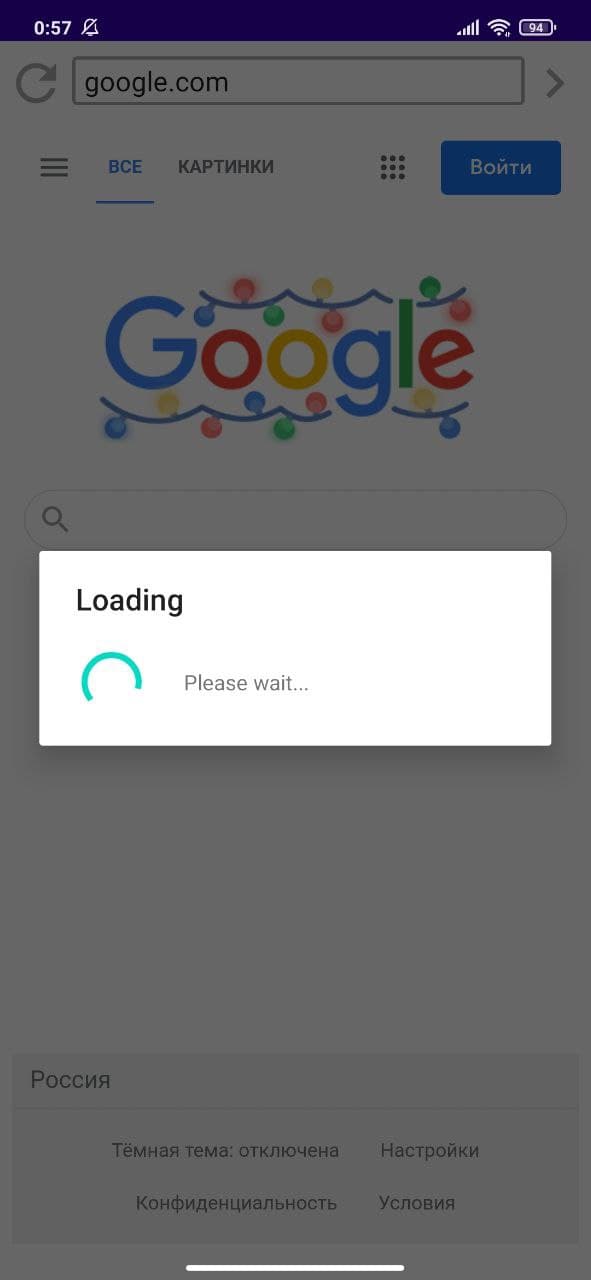 0:57 94
google.com
ВСЕ КАРТИНКИ Войти
Google
Loading
Please wait...
Россия
Тёмная тема: отключена Настройки
Конфиденциальность Условия